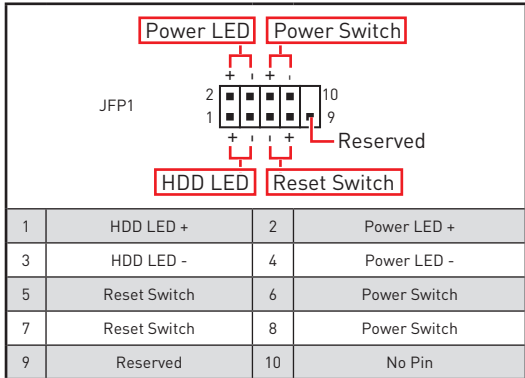 Power LED Power Switch
+ - + -
JFP1
2 10
1 9
+ - - +
Reserved
HDD LED Reset Switch
1 HDD LED + 2 Power LED +
3 HDD LED - 4 Power LED -
5 Reset Switch 6 Power Switch
7 Reset Switch 8 Power Switch
9 Reserved 10 No Pin